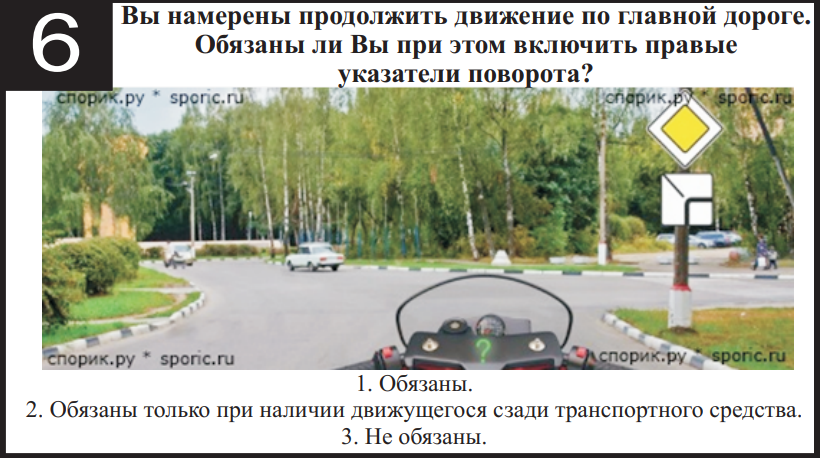 6
Вы намерены продолжить движение по главной дороге.
Обязаны ли Вы при этом включить правые
указатели поворота?
спорик.ру * sporic.ru
спорик.ру * sporic.ru
?
спорик.ру * sporic.ru
спорик.ру * sporic.ru
1. Обязаны.
2. Обязаны только при наличии движущегося сзади транспортного средства.
3. Не обязаны.